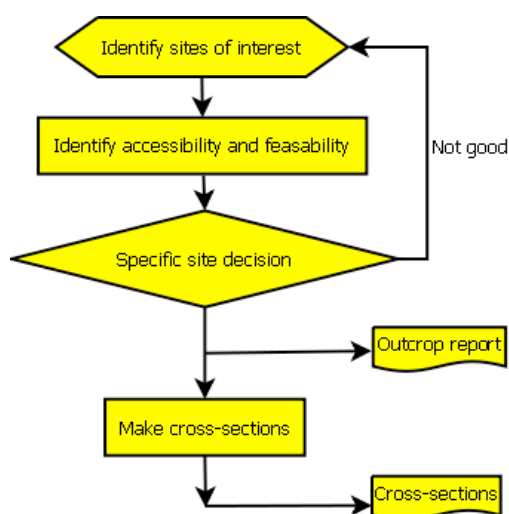 Identify sites of interest
Identify accessibility and feasability
Not good
Specific site decision
Outcrop report
Make cross-sections
Cross-sections